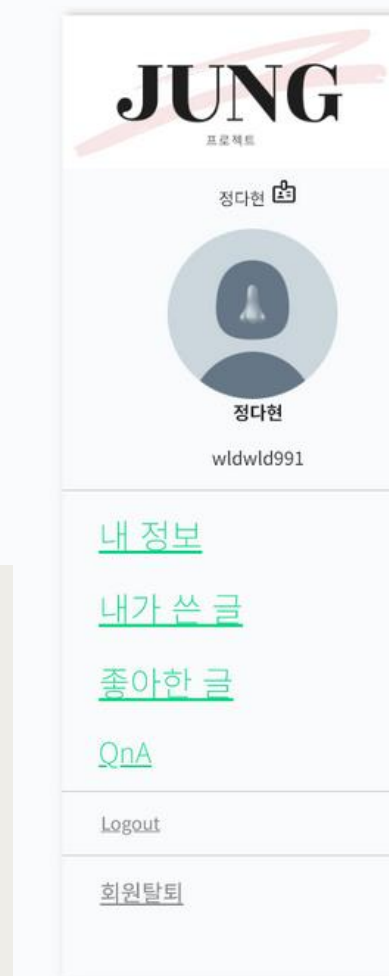 JUNG
프로젝트
정다현
정다현
wldwld991
내 정보
내가 쓴 글
좋아한 글
QnA
Logout
회원탈퇴